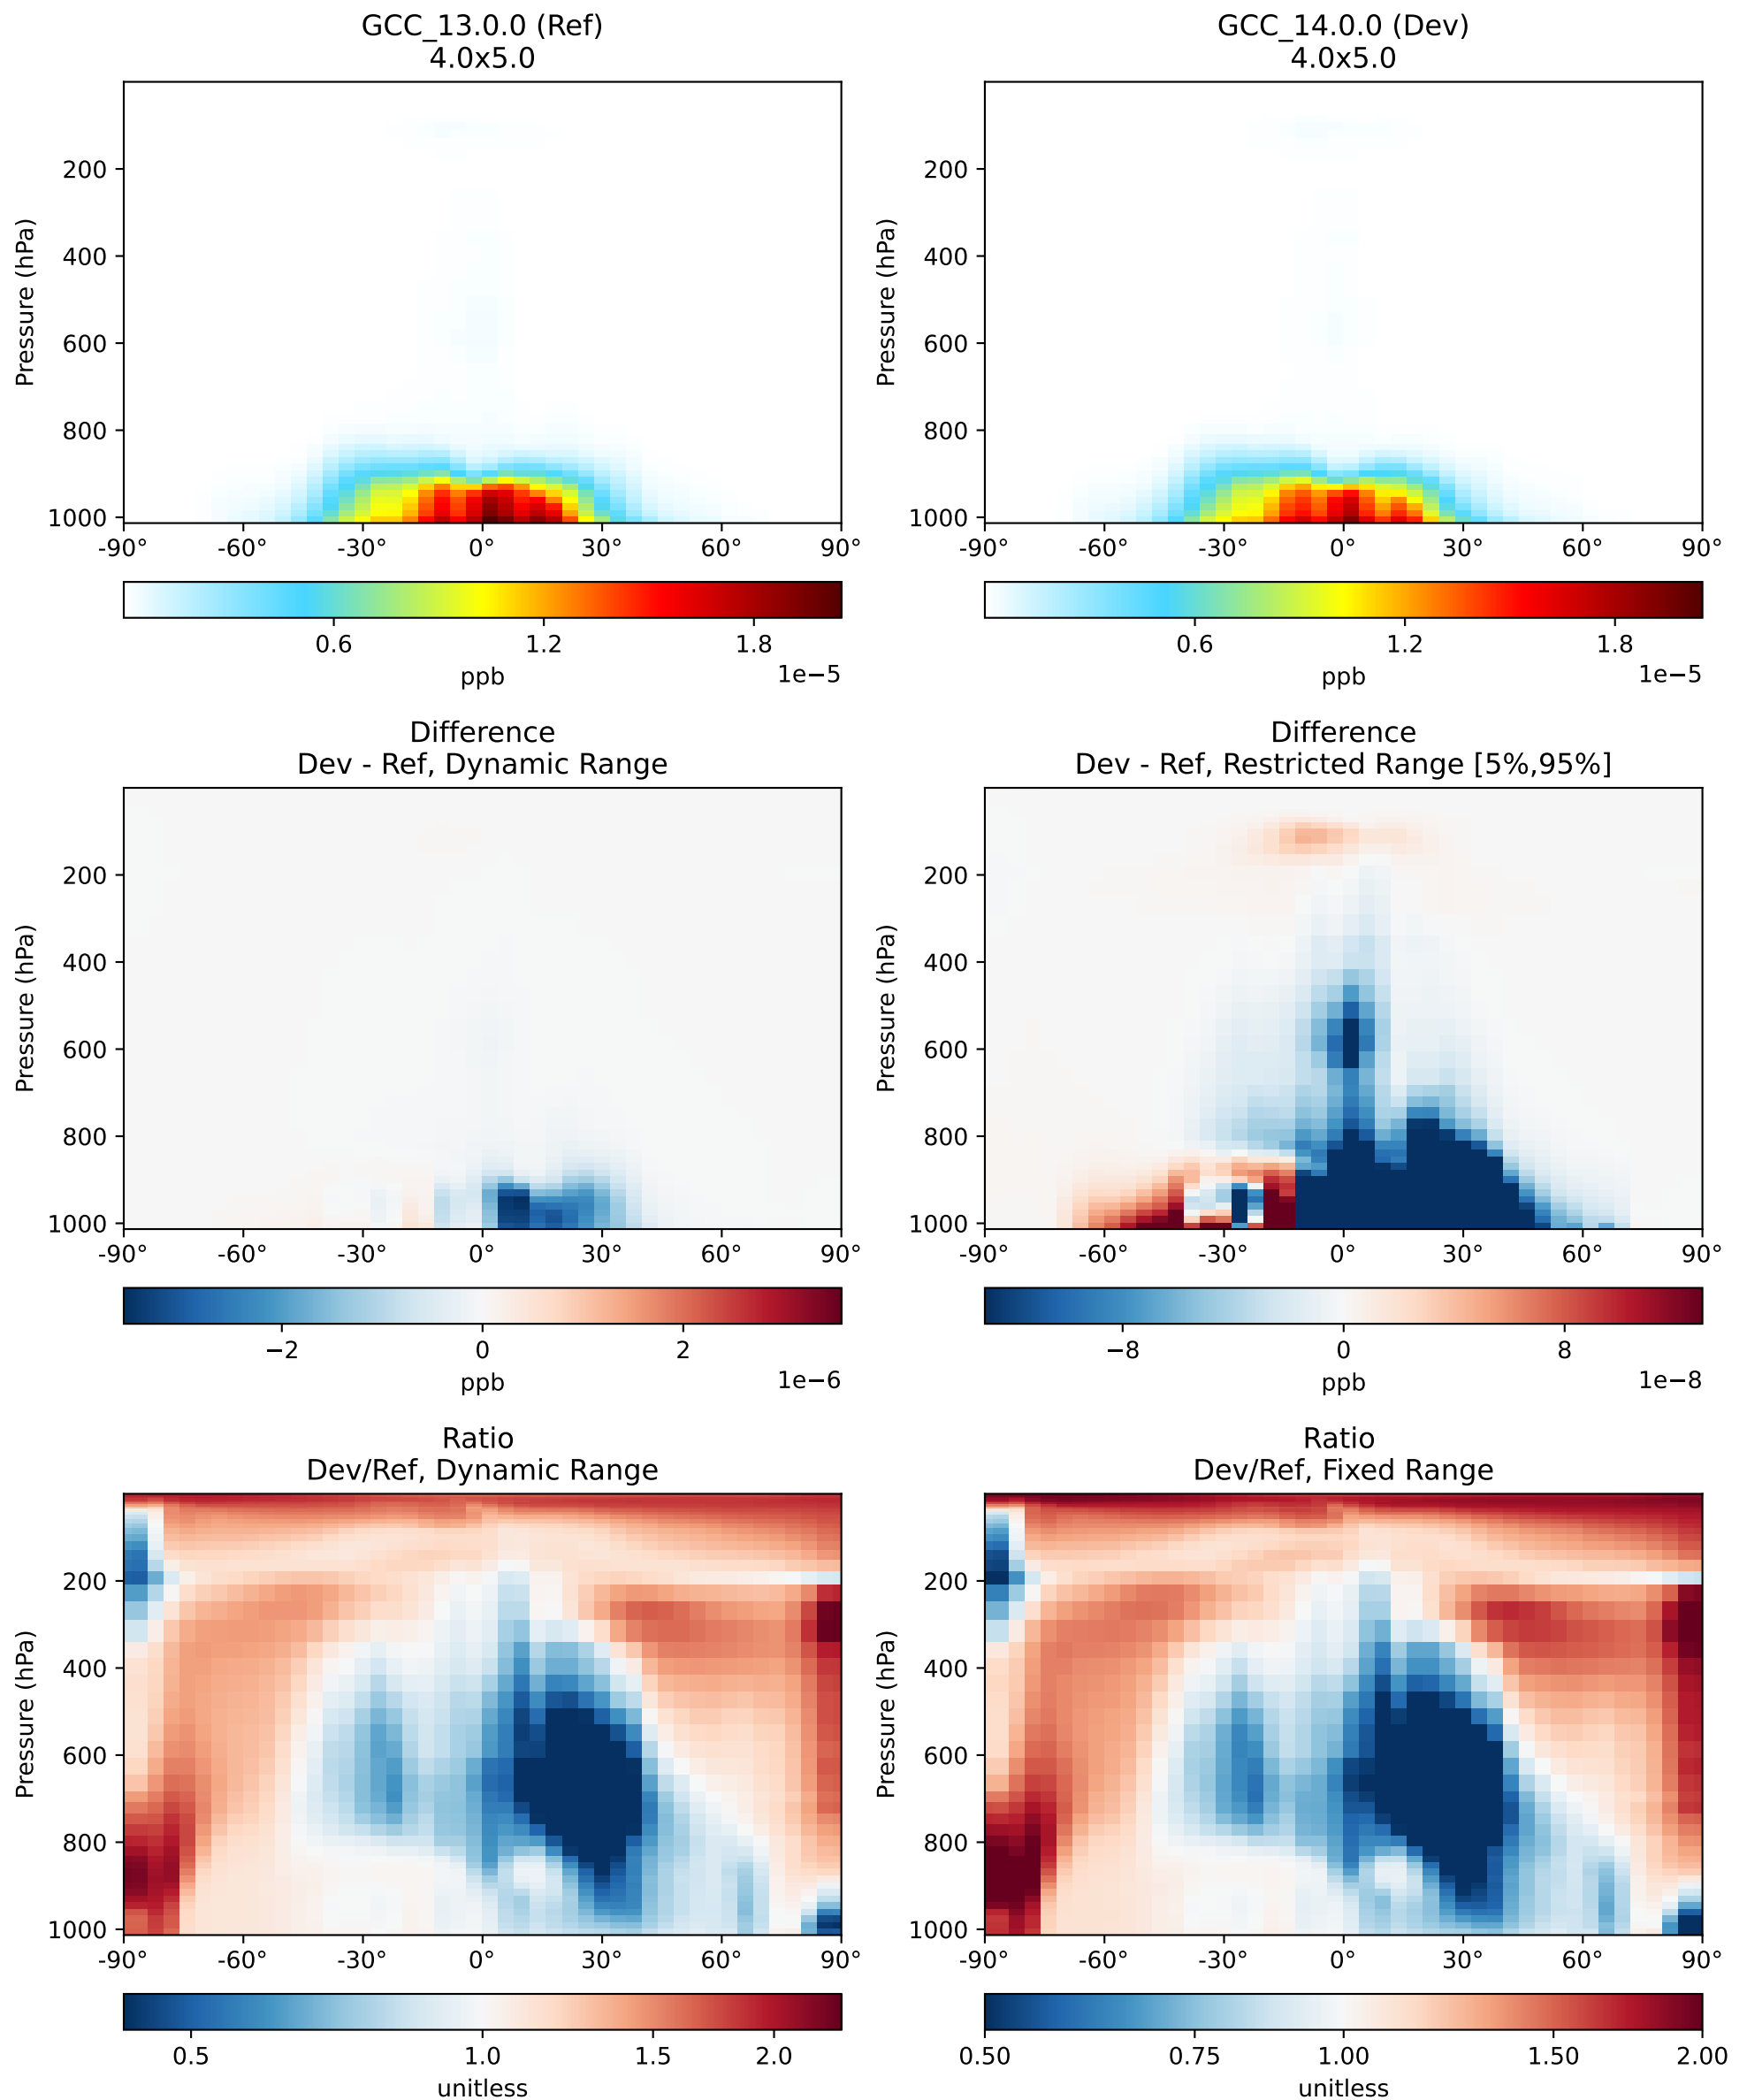 GCC_13.0.0 (Ref)
4.0x5.0
Pressure (hPa)
200
400
600
800
1000
-90° -60° -30° 0° 30° 60° 90°
0.6 1.2 1.8
1e−5
ppb
GCC_14.0.0 (Dev)
4.0x5.0
Pressure (hPa)
200
400
600
800
1000
-90° -60° -30° 0° 30° 60° 90°
0.6 1.2 1.8
1e−5
ppb
Difference
Dev - Ref, Dynamic Range
Pressure (hPa)
200
400
600
800
1000
-90° -60° -30° 0° 30° 60° 90°
−2 0 2
1e−6
ppb
Difference
Dev - Ref, Restricted Range [5%,95%]
Pressure (hPa)
200
400
600
800
1000
-90° -60° -30° 0° 30° 60° 90°
−8 0 8
1e−8
ppb
Ratio
Dev/Ref, Dynamic Range
Pressure (hPa)
200
400
600
800
1000
-90° -60° -30° 0° 30° 60° 90°
0.5 1.0 1.5 2.0
unitless
Ratio
Dev/Ref, Fixed Range
Pressure (hPa)
200
400
600
800
1000
-90° -60° -30° 0° 30° 60° 90°
0.50 0.75 1.00 1.50 2.00
unitless